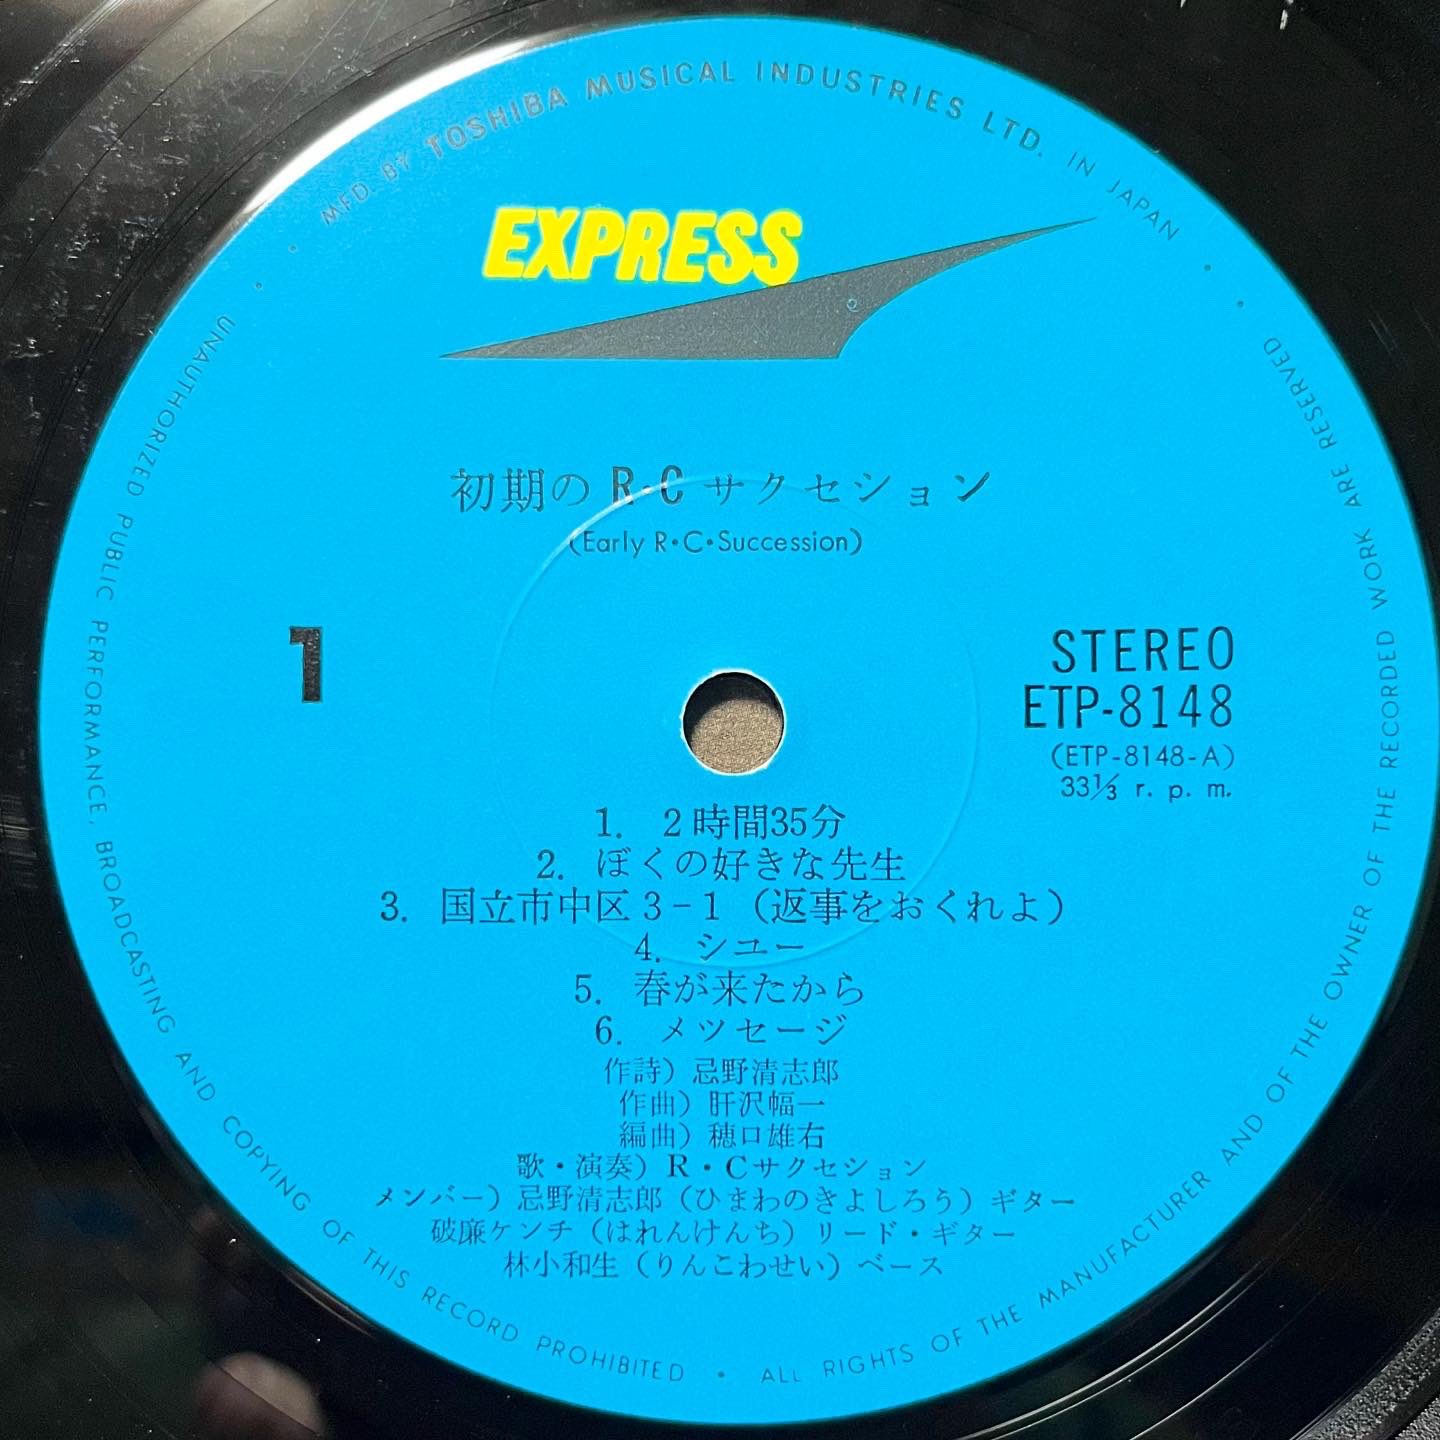 MFD BY TOSHIBA MUSICAL INDUSTRIES LTD. IN JAPAN
EXPRESS
初期の R・C サクセション
(Early R・C・Succession)
1
STEREO
ETP-8148
(ETP-8148-A)
33⅓ r. p. m.
1. 2時間35分
2. ぼくの好きな先生
3. 国立市中区3-1（返事をおくれよ）
4. シユー
5. 春が来たから
6. メツセージ
作詩）忌野清志郎
作曲）肝沢幅一
編曲）穂口雄右
歌・演奏）R・Cサクセション
メンバー）忌野清志郎（ひまわのきよしろう）ギター
破廉ケンチ（はれんけんち）リード・ギター
林小和生（りんこわせい）ベース
UNAUTHORIZED PUBLIC PERFORMANCE, BROADCASTING AND COPYING OF THIS RECORD PROHIBITED • ALL RIGHTS OF THE MANUFACTURER AND OF THE OWNER OF THE RECORDED WORK ARE RESERVED